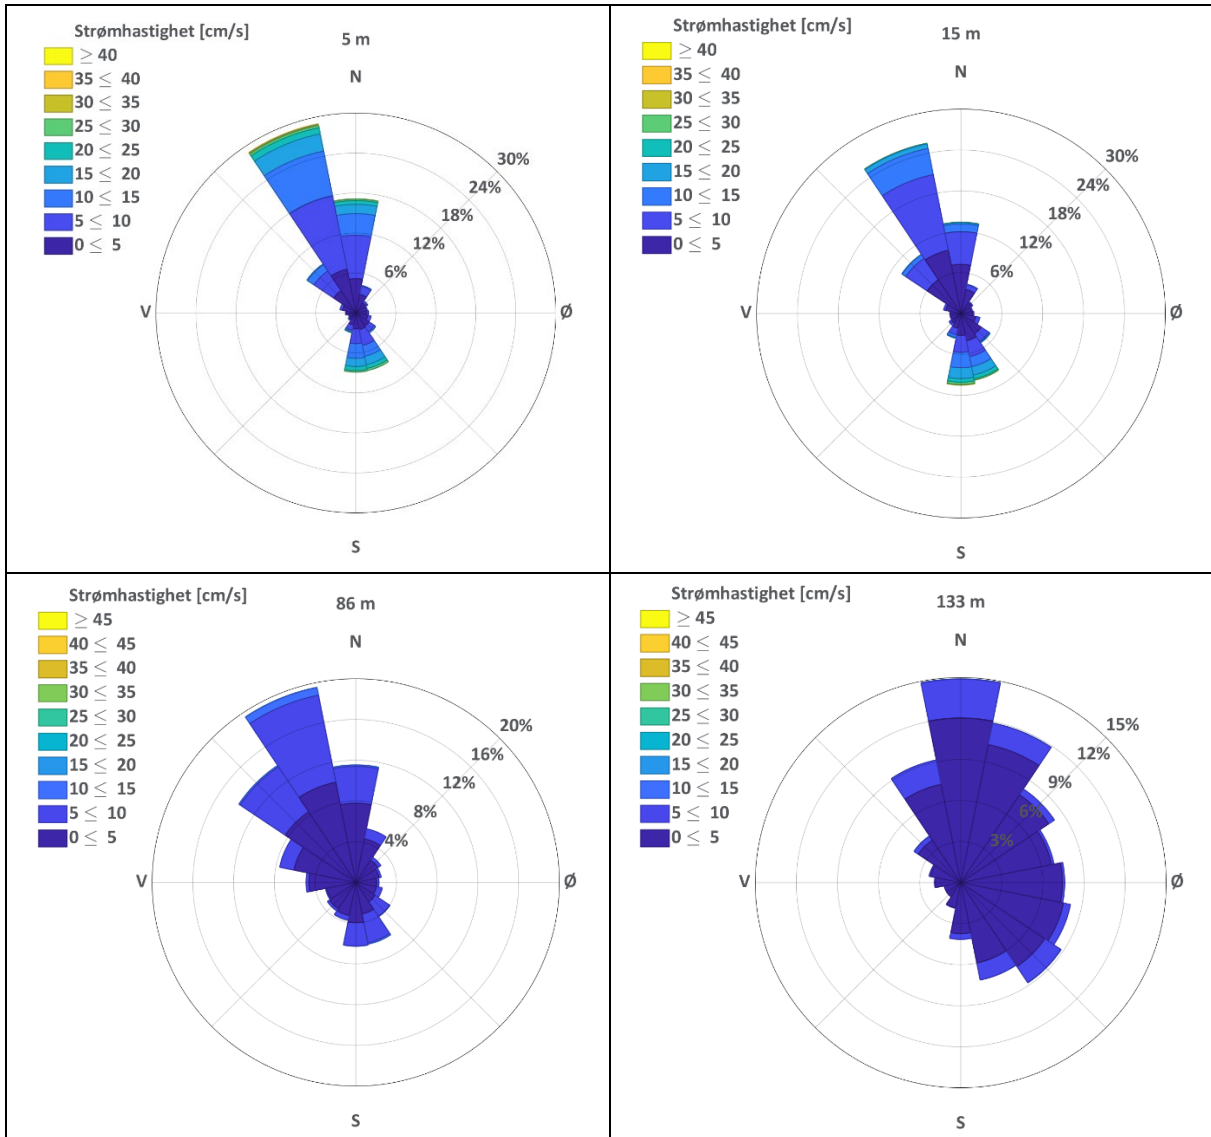 Strømhastighet [cm/s]
≥ 40
35 ≤ 40
30 ≤ 35
25 ≤ 30
20 ≤ 25
15 ≤ 20
10 ≤ 15
5 ≤ 10
0 ≤ 5
5 m
N
30%
24%
18%
12%
6%
V
Ø
S
Strømhastighet [cm/s]
≥ 40
35 ≤ 40
30 ≤ 35
25 ≤ 30
20 ≤ 25
15 ≤ 20
10 ≤ 15
5 ≤ 10
0 ≤ 5
15 m
N
30%
24%
18%
12%
6%
V
Ø
S
Strømhastighet [cm/s]
≥ 45
40 ≤ 45
35 ≤ 40
30 ≤ 35
25 ≤ 30
20 ≤ 25
15 ≤ 20
10 ≤ 15
5 ≤ 10
0 ≤ 5
86 m
N
20%
16%
12%
8%
4%
V
Ø
S
Strømhastighet [cm/s]
≥ 45
40 ≤ 45
35 ≤ 40
30 ≤ 35
25 ≤ 30
20 ≤ 25
15 ≤ 20
10 ≤ 15
5 ≤ 10
0 ≤ 5
133 m
N
15%
12%
9%
6%
3%
V
Ø
S